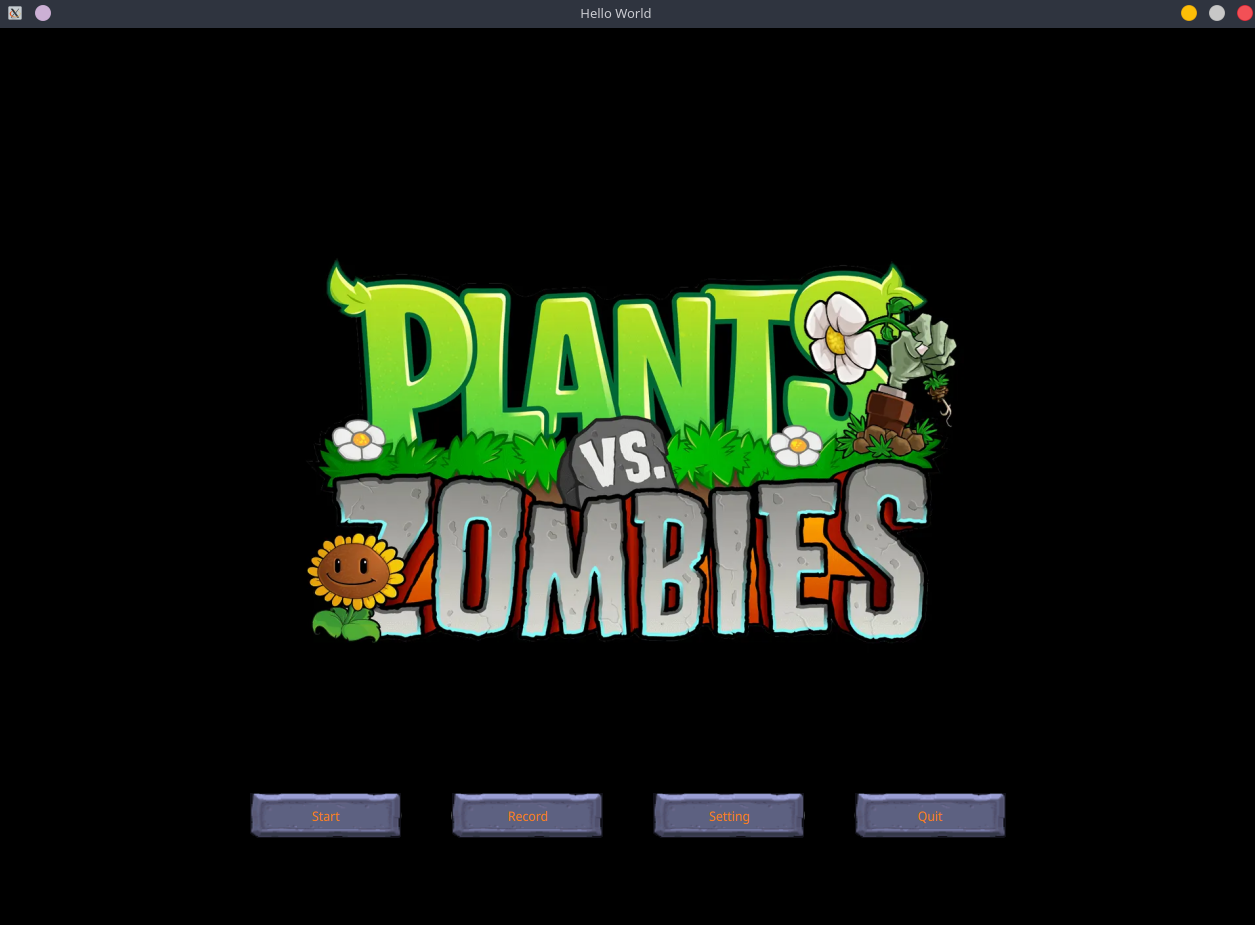 Hello World
PLANTS
VS.
ZOMBIES
Start
Record
Setting
Quit